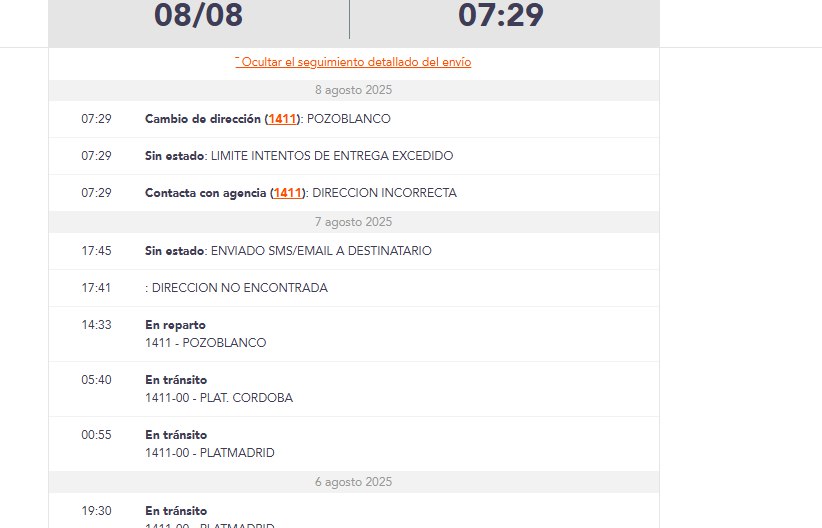 08/08
07:29
ˉ Ocultar el seguimiento detallado del envío
8 agosto 2025
07:29 Cambio de dirección (1411): POZOBLANCO
07:29 Sin estado: LIMITE INTENTOS DE ENTREGA EXCEDIDO
07:29 Contacta con agencia (1411): DIRECCION INCORRECTA
7 agosto 2025
17:45 Sin estado: ENVIADO SMS/EMAIL A DESTINATARIO
17:41 : DIRECCION NO ENCONTRADA
14:33 En reparto
1411 - POZOBLANCO
05:40 En tránsito
1411-00 - PLAT. CORDOBA
00:55 En tránsito
1411-00 - PLATMADRID
6 agosto 2025
19:30 En tránsito
1411-00 - PLATMADRID